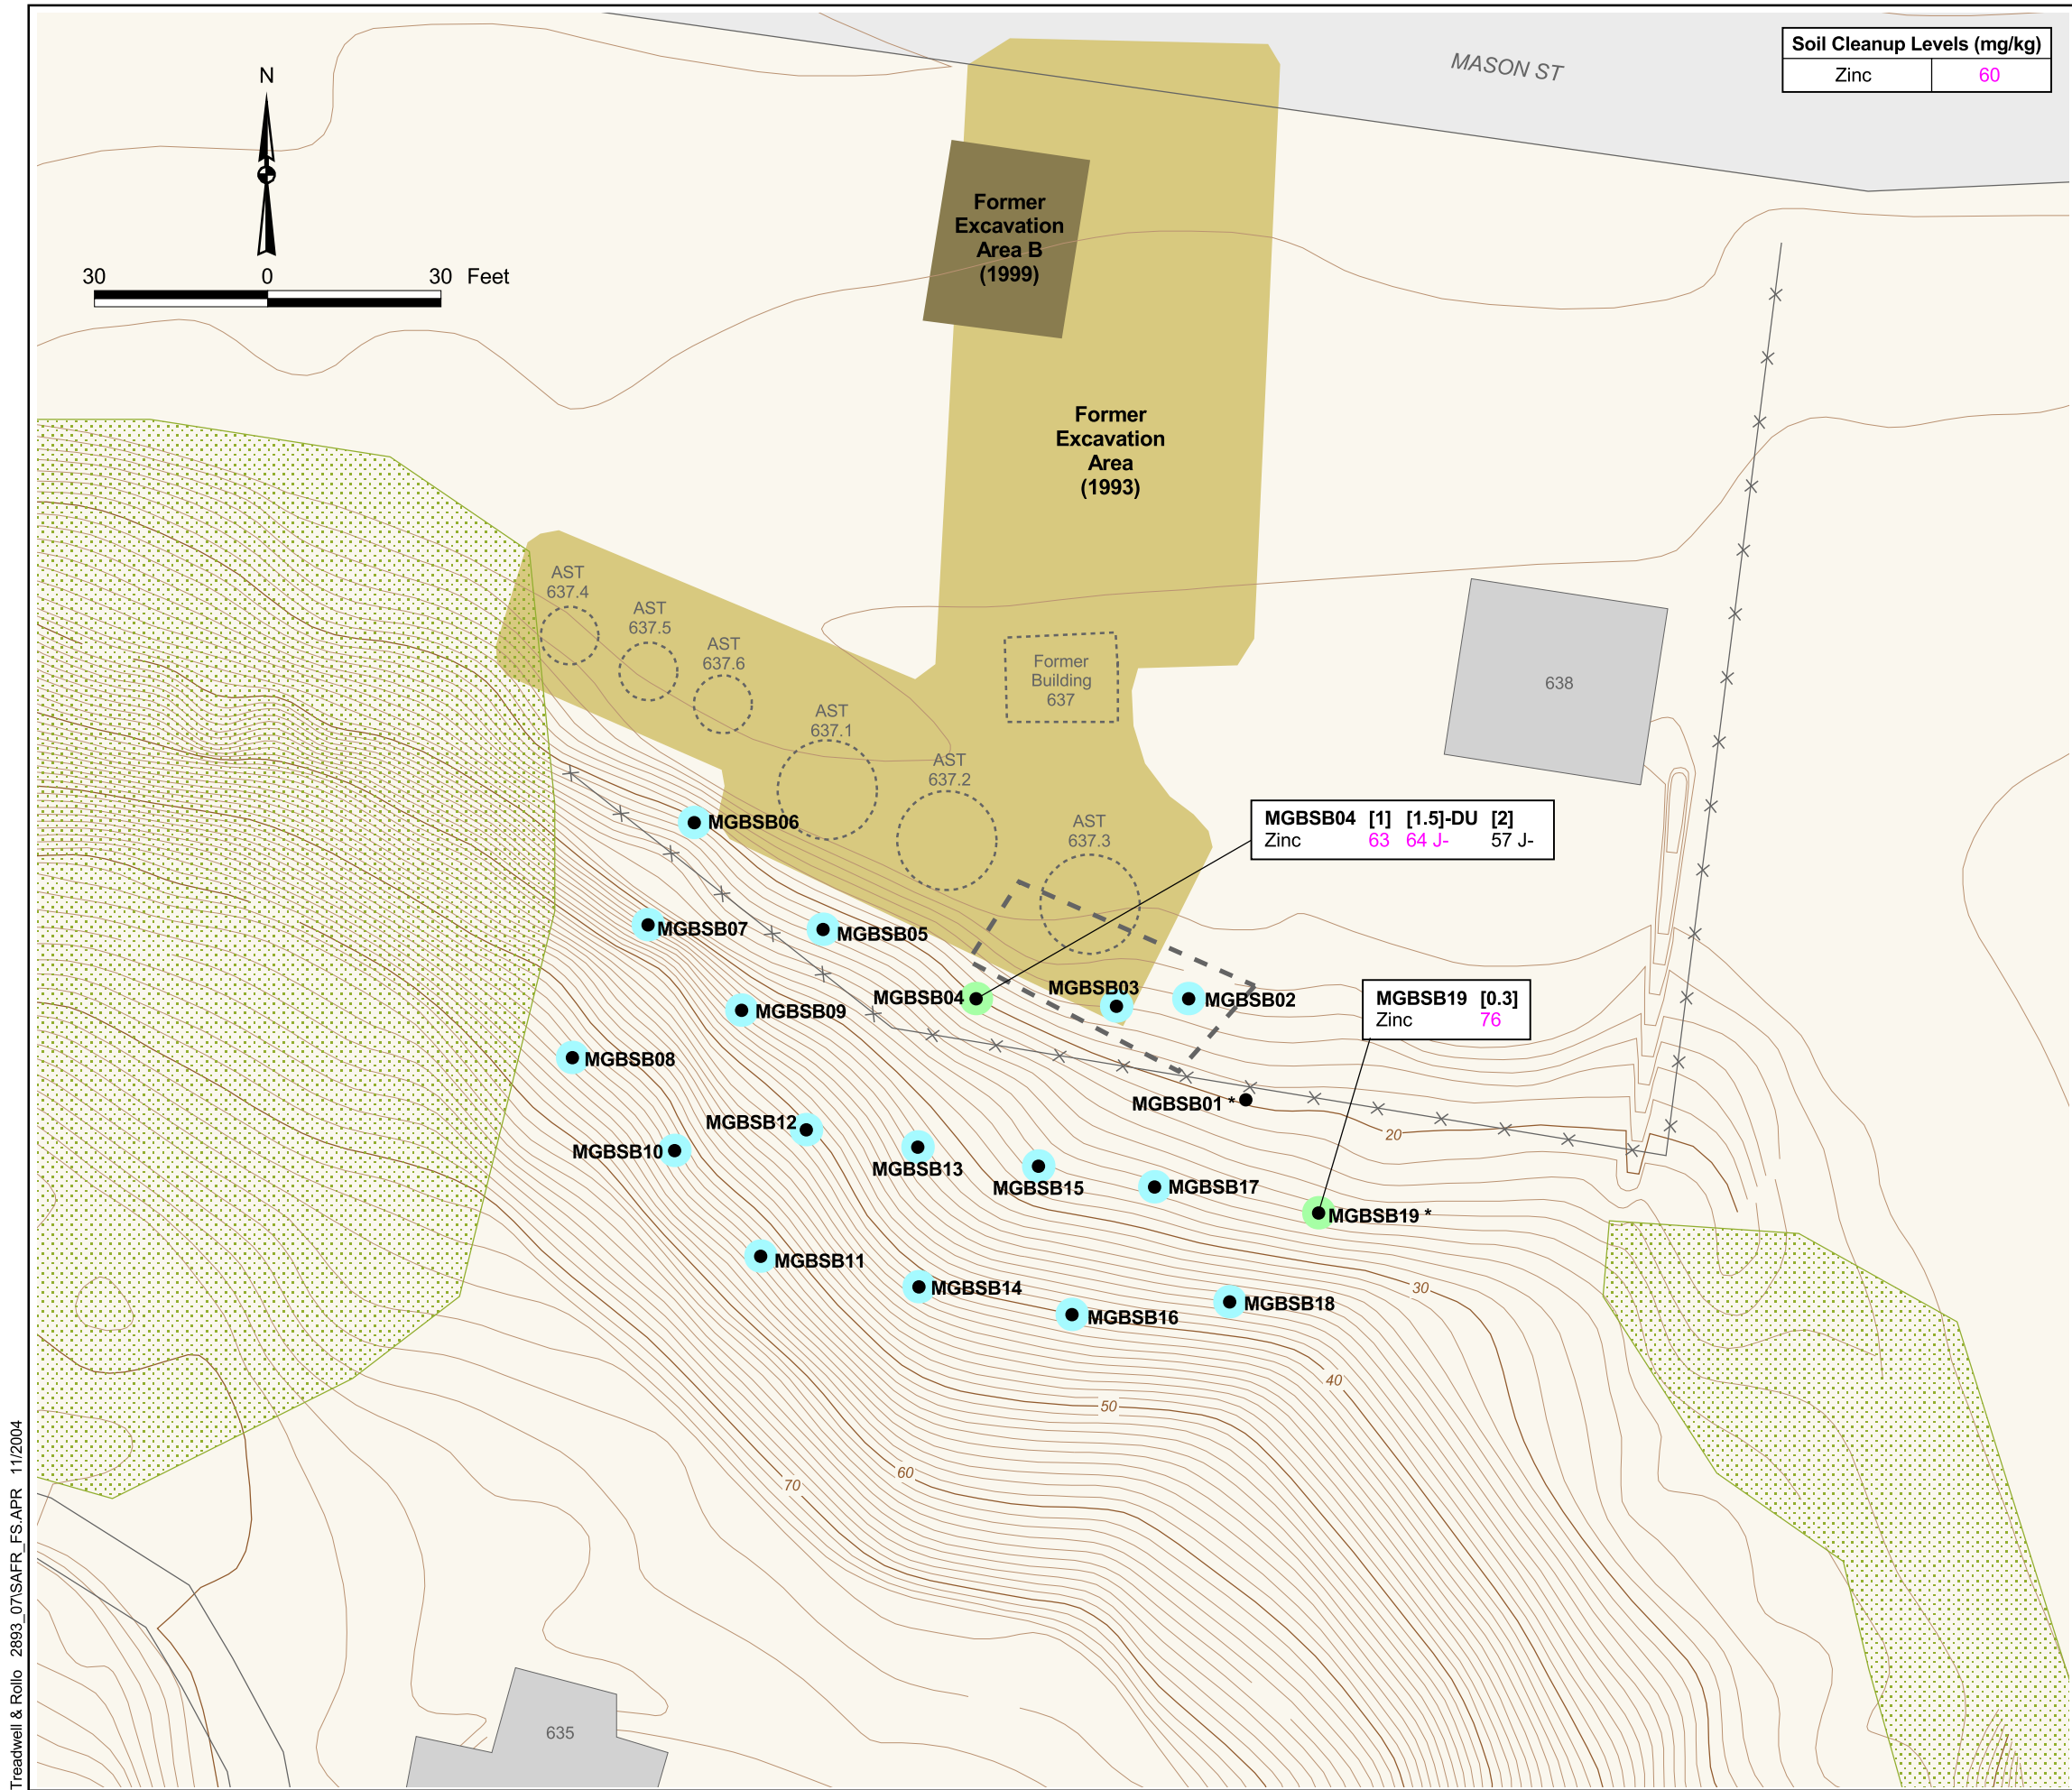 MASON ST
Soil Cleanup Levels (mg/kg)
Zinc 60
N
30 0 30 Feet
Former
Excavation
Area B
(1999)
Former
Excavation
Area
(1993)
AST
637.4
AST
637.5
AST
637.6
AST
637.1
AST
637.2
AST
637.3
Former
Building
637
638
MGBSB04 [1] [1.5]-DU [2]
Zinc 63 64 J- 57 J-
MGBSB06
MGBSB07
MGBSB05
MGBSB04
MGBSB03
MGBSB02
MGBSB19 [0.3]
Zinc 76
MGBSB09
MGBSB08
MGBSB01 *
20
MGBSB12
MGBSB10
MGBSB13
MGBSB15
MGBSB17
MGBSB19 *
MGBSB11
MGBSB14
MGBSB16
MGBSB18
30
40
50
60
70
635
Treadwell & Rollo 2893_07\SAFR_FS.APR 11/2004